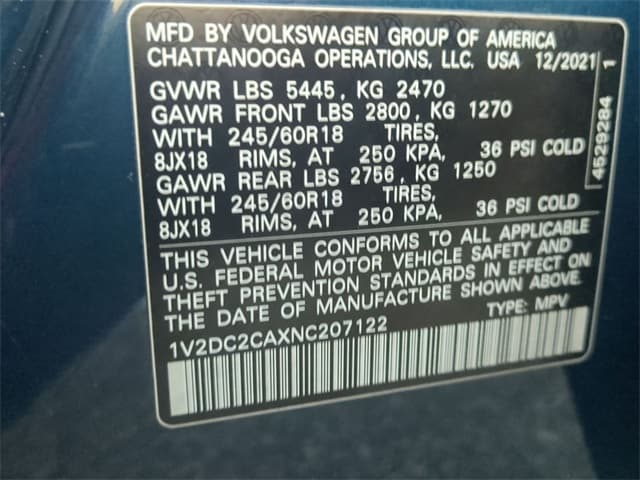 MFD BY VOLKSWAGEN GROUP OF AMERICA
CHATTANOOGA OPERATIONS, LLC. USA 12/2021
GVWR LBS 5445, KG 2470
GAWR FRONT LBS 2800, KG 1270
WITH 245/60R18 TIRES,
8JX18 RIMS, AT 250 KPA, 36 PSI COLD
GAWR REAR LBS 2756, KG 1250
WITH 245/60R18 TIRES,
8JX18 RIMS, AT 250 KPA, 36 PSI COLD
THIS VEHICLE CONFORMS TO ALL APPLICABLE
U.S. FEDERAL MOTOR VEHICLE SAFETY AND
THEFT PREVENTION STANDARDS IN EFFECT ON
THE DATE OF MANUFACTURE SHOWN ABOVE.
1V2DC2CAXNC207122 TYPE: MPV
4529284 1